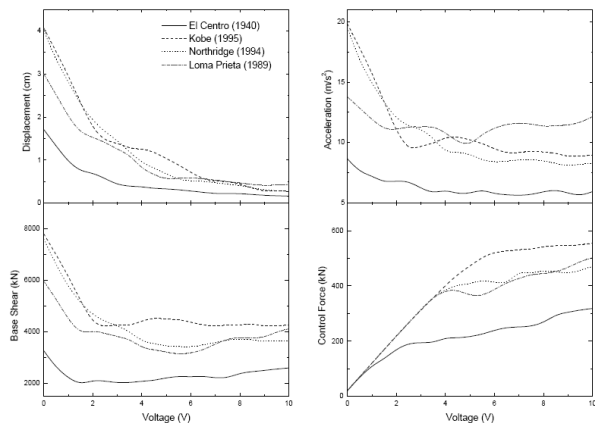 El Centro (1940)
Kobe (1995)
Northridge (1994)
Loma Prieta (1989)
Displacement (cm)
5
4
3
2
1
0
Acceleration (m/s²)
20
15
10
5
Base Shear (kN)
8000
6000
4000
2000
0 2 4 6 8 10
Voltage (V)
Control Force (kN)
600
400
200
0
0 2 4 6 8 10
Voltage (V)